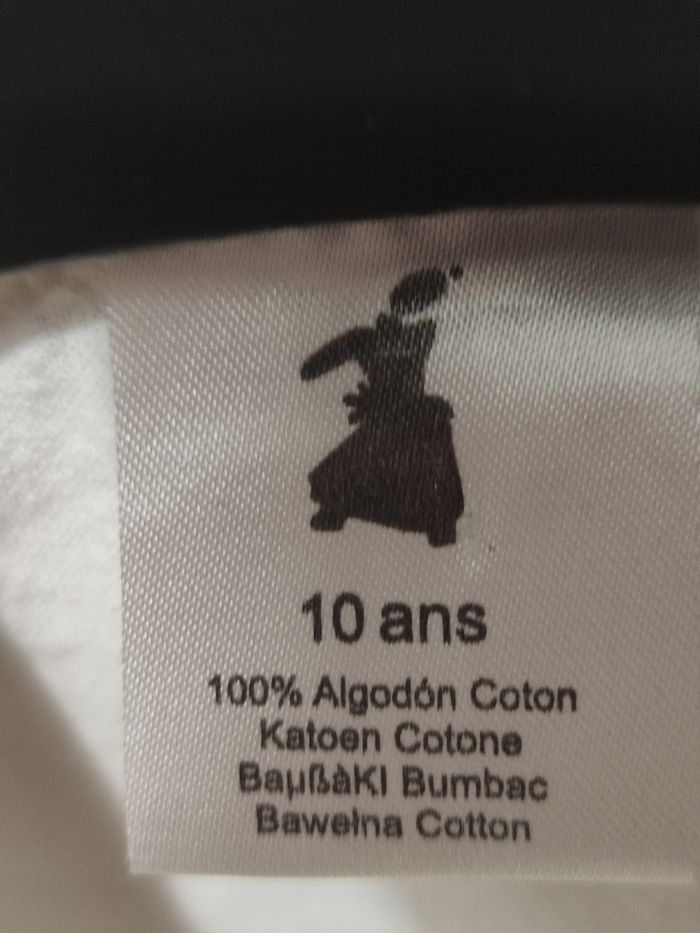 10 ans
100% Algodón Coton
Katoen Cotone
BaμßàKI Bumbac
Bawełna Cotton